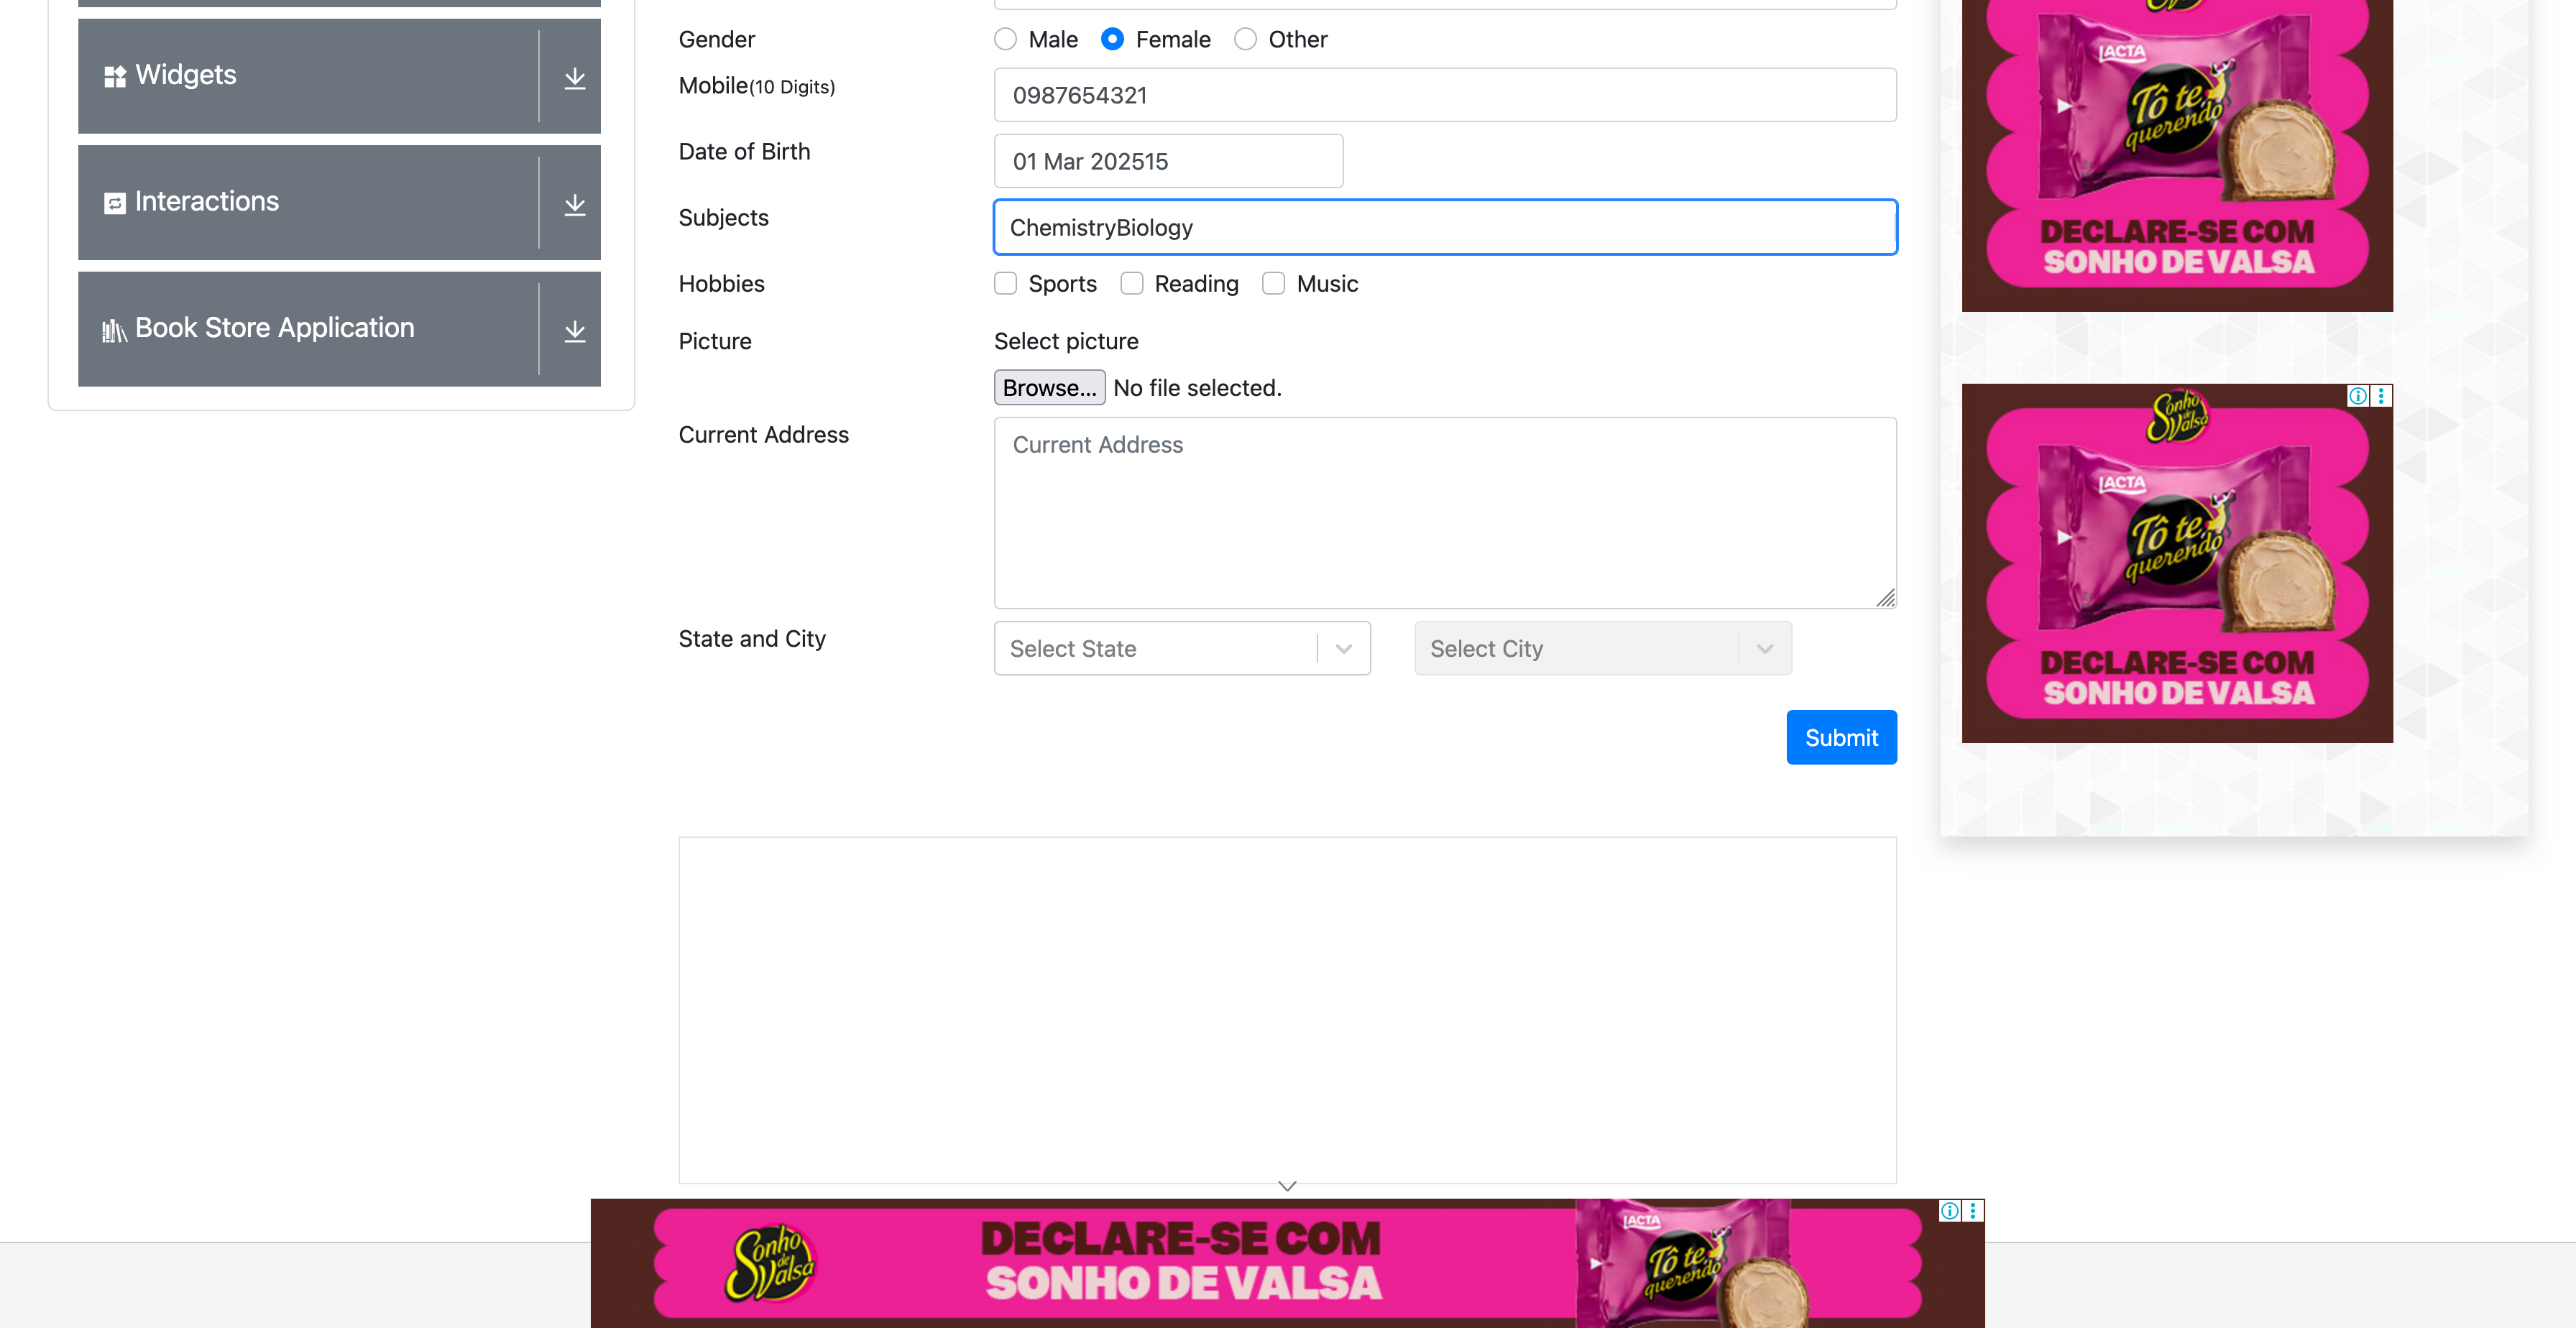 Widgets
Interactions
Book Store Application
Gender
Male
Female
Other
Mobile(10 Digits)
0987654321
Date of Birth
01 Mar 202515
Subjects
ChemistryBiology
Hobbies
Sports
Reading
Music
Picture
Select picture
Browse...
No file selected.
Current Address
Current Address
State and City
Select State
Select City
Submit
LACTA
Tô te
querendo
DECLARE-SE COM
SONHO DE VALSA
Sonho
de
Valsa
LACTA
Tô te
querendo
DECLARE-SE COM
SONHO DE VALSA
Sonho
de
Valsa
DECLARE-SE COM
SONHO DE VALSA
LACTA
Tô te
querendo